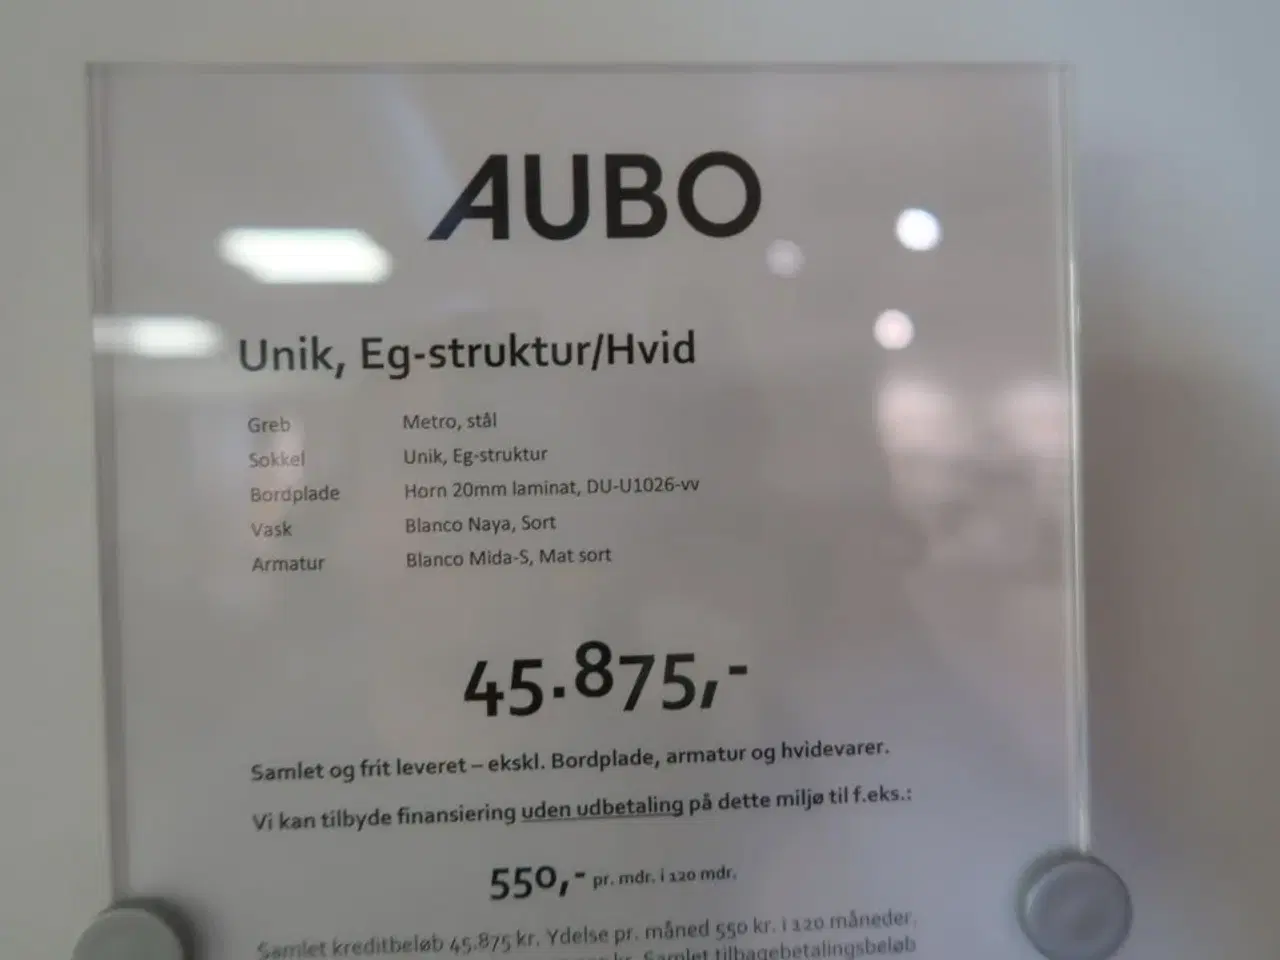 AUBO
Unik, Eg-struktur/Hvid
Greb Metro, stål
Sokkel Unik, Eg-struktur
Bordplade Horn 20mm laminat, DU-U1026-vv
Vask Blanco Naya, Sort
Armatur Blanco Mida-S, Mat sort
45.875,-
Samlet og frit leveret – ekskl. Bordplade, armatur og hvidevarer.
Vi kan tilbyde finansiering uden udbetaling på dette miljø til f.eks.:
550,- pr. mdr. i 120 mdr.
Samlet kreditbeløb 45.875 kr. Ydelse pr. måned 550 kr. i 120 måneder.
kr. Samlet tilbagebetalingsbeløb